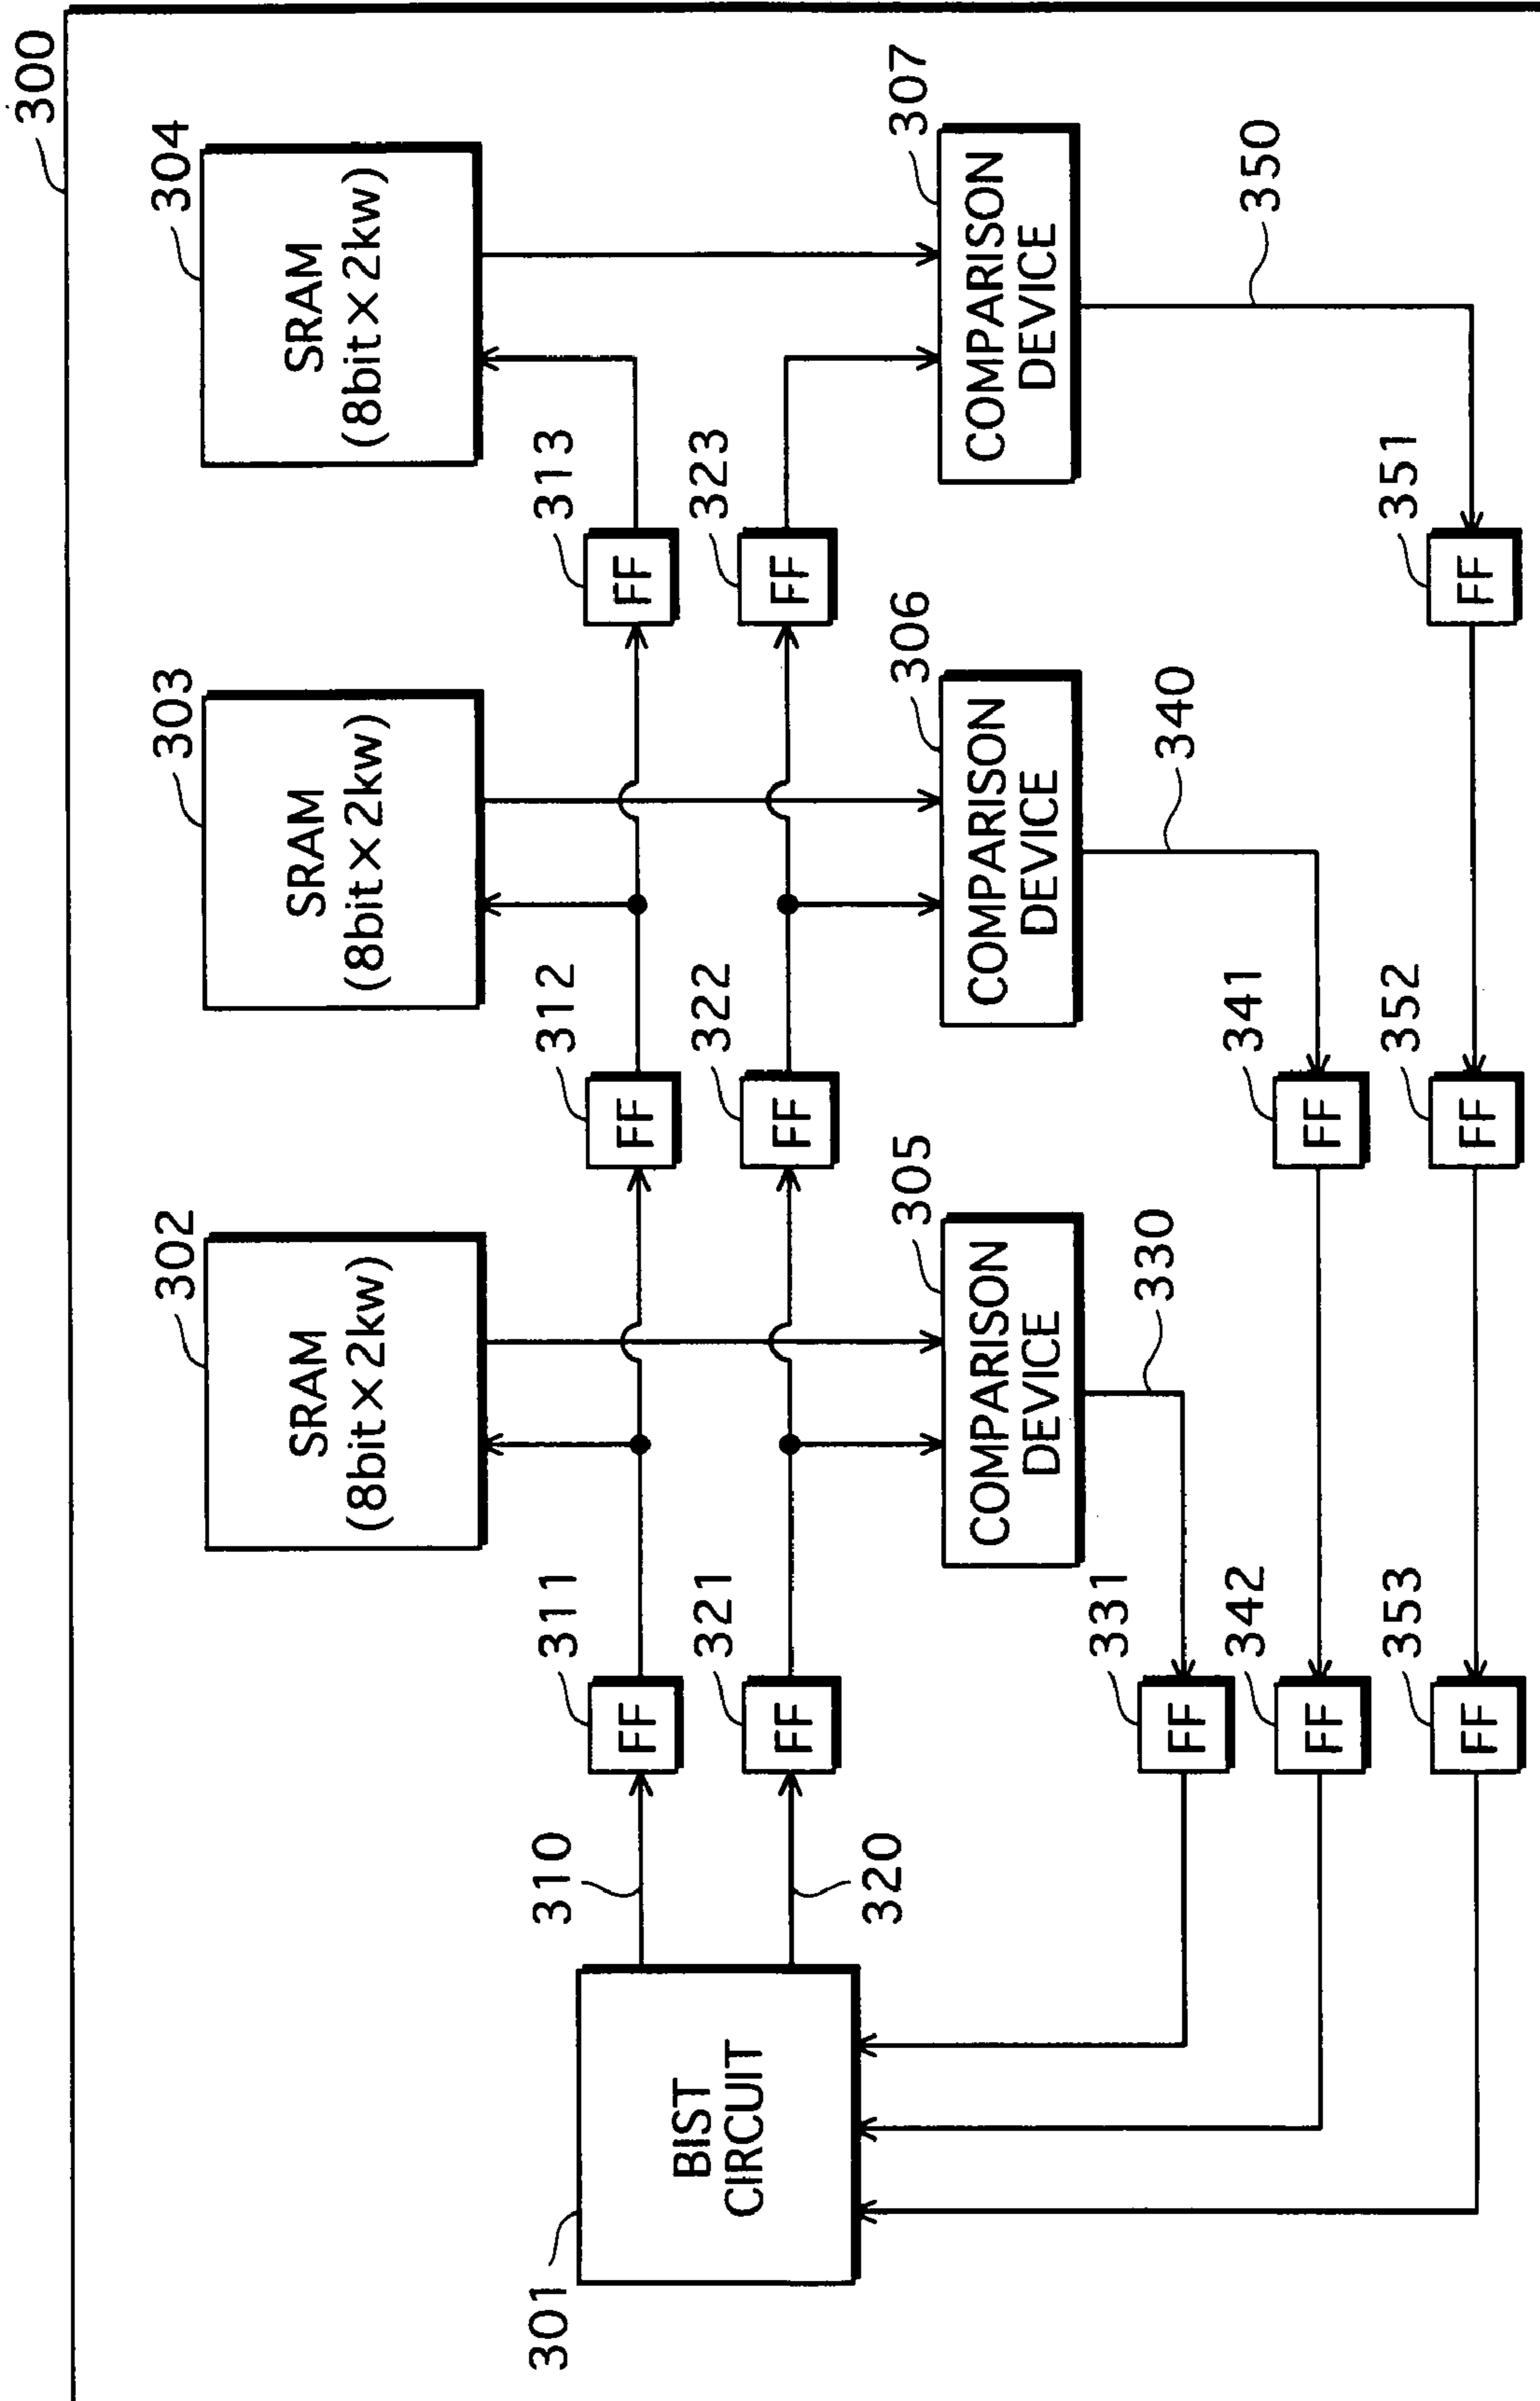 300
304
SRAM
(8bit×2kw)
303
SRAM
(8bit×2kw)
302
SRAM
(8bit×2kw)
311
FF
312
FF
313
FF
310
321
FF
322
FF
323
FF
320
301
BIST
CIRCUIT
305
COMPARISON
DEVICE
306
COMPARISON
DEVICE
307
COMPARISON
DEVICE
330
340
350
331
FF
341
FF
342
FF
351
FF
352
FF
353
FF